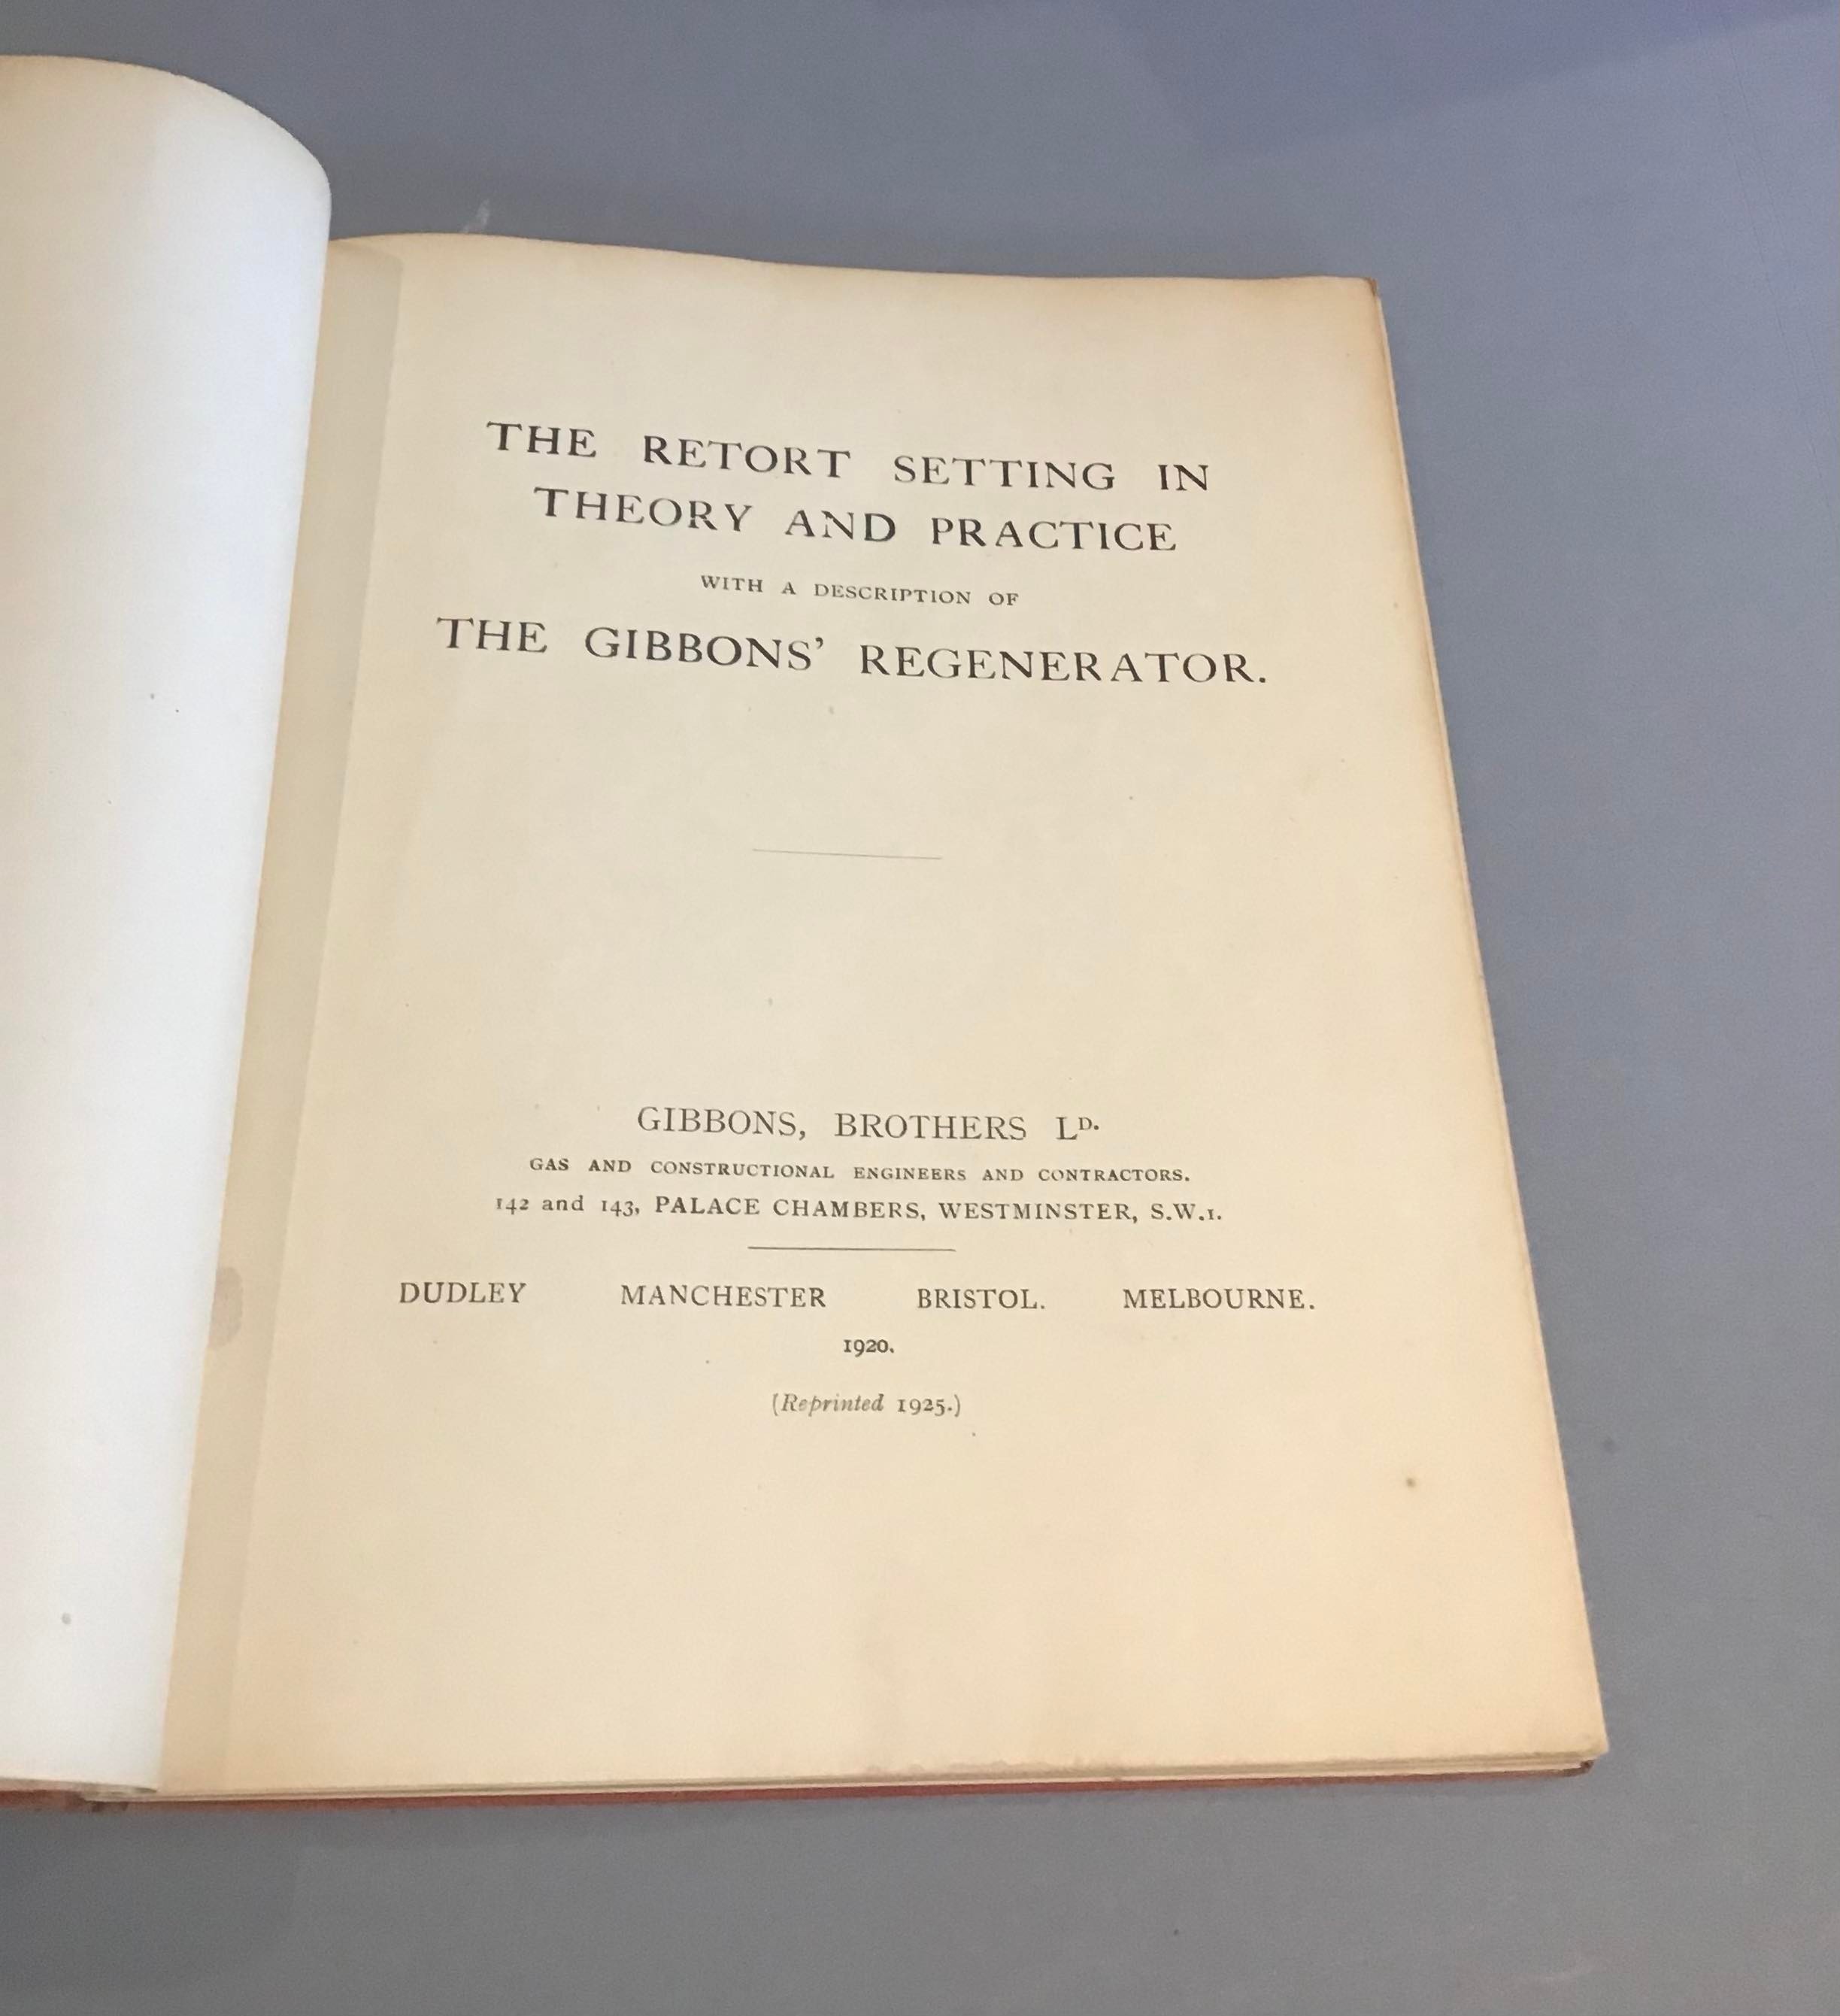 THE RETORT SETTING IN
THEORY AND PRACTICE
WITH A DESCRIPTION OF
THE GIBBONS' REGENERATOR.
GIBBONS, BROTHERS LD.
GAS AND CONSTRUCTIONAL ENGINEERS AND CONTRACTORS.
142 and 143, PALACE CHAMBERS, WESTMINSTER, S.W.1.
DUDLEY MANCHESTER BRISTOL. MELBOURNE.
1920.
(Reprinted 1925.)